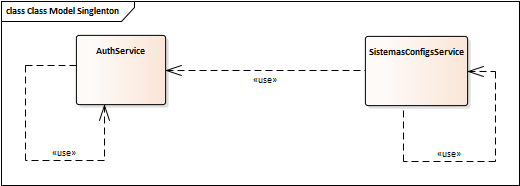 class Class Model Singlenton
AuthService
SistemasConfigsService
«use»
«use»
«use»